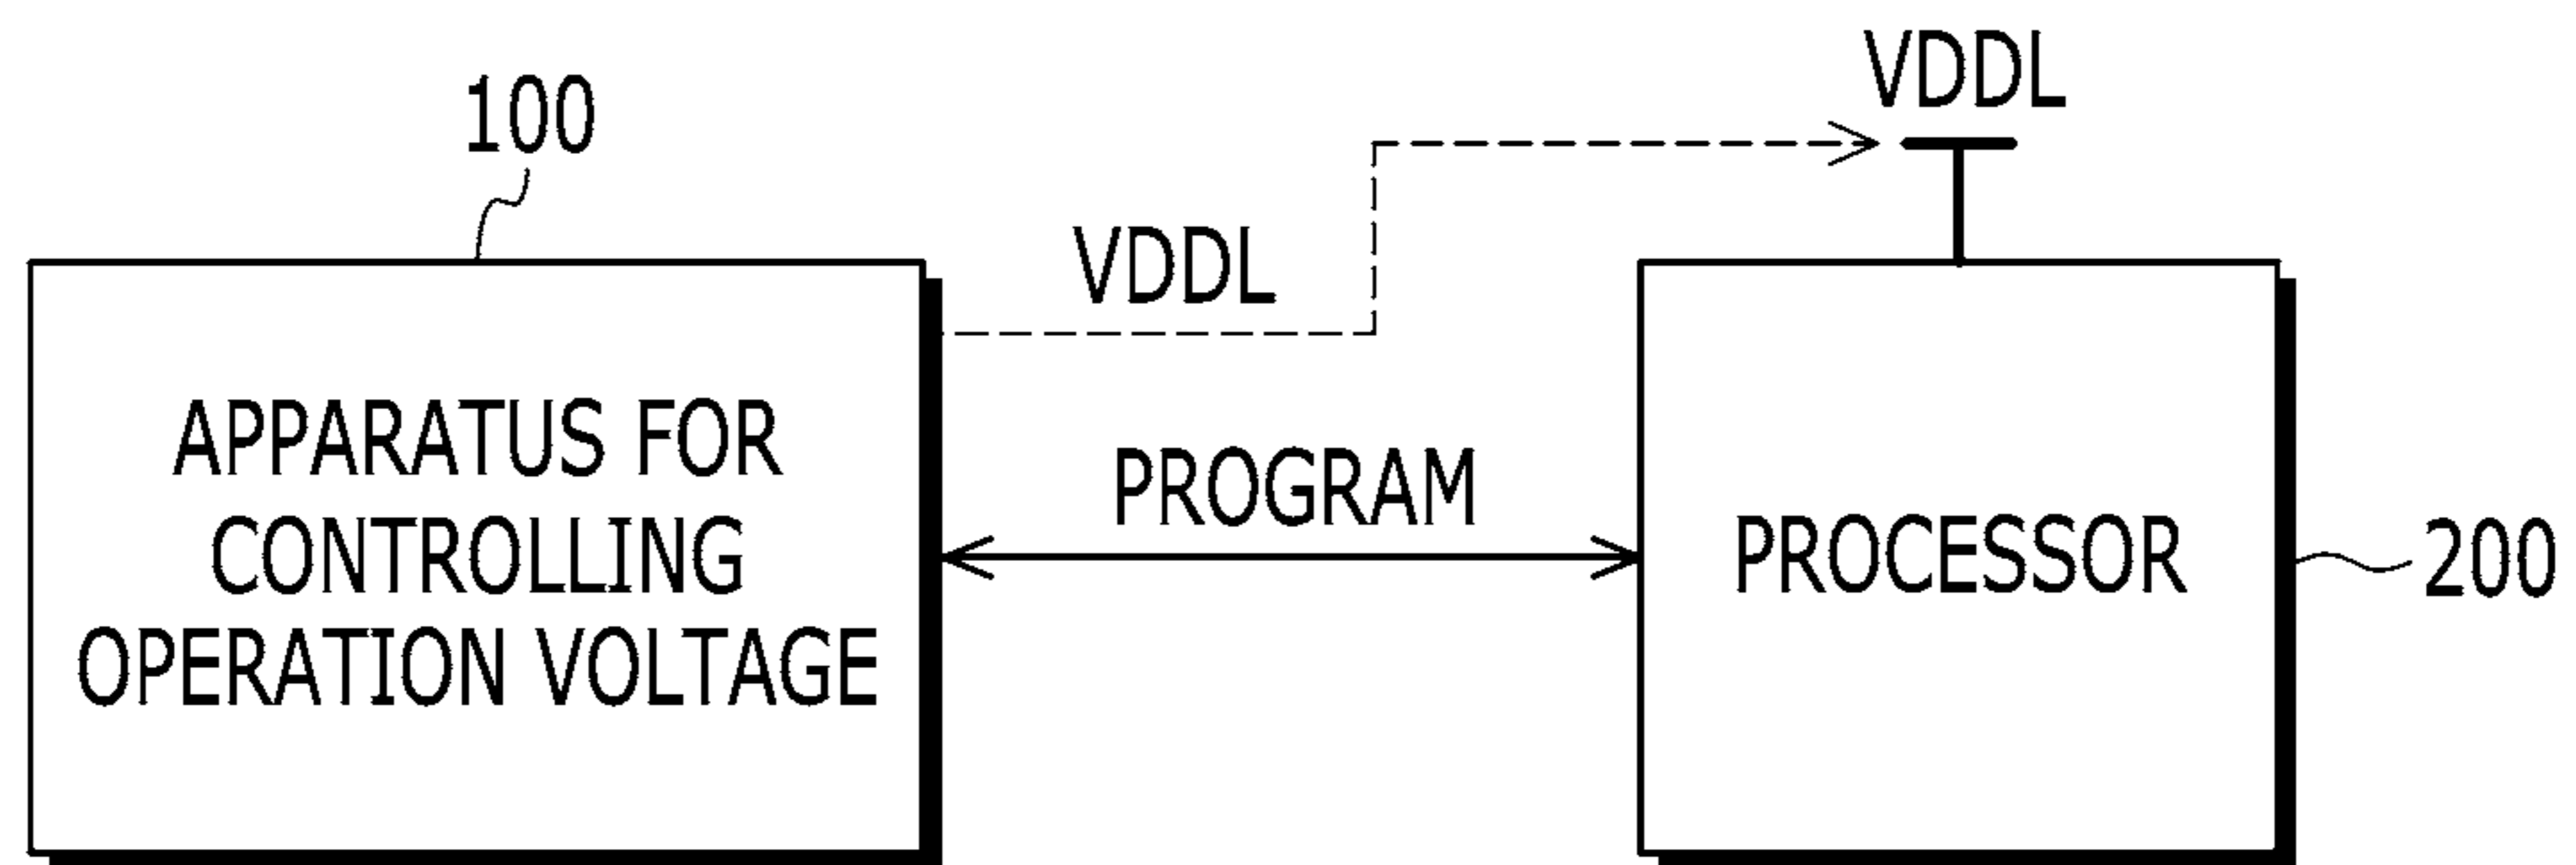 VDDL
100
VDDL
APPARATUS FOR
CONTROLLING
OPERATION VOLTAGE
PROGRAM
PROCESSOR
200